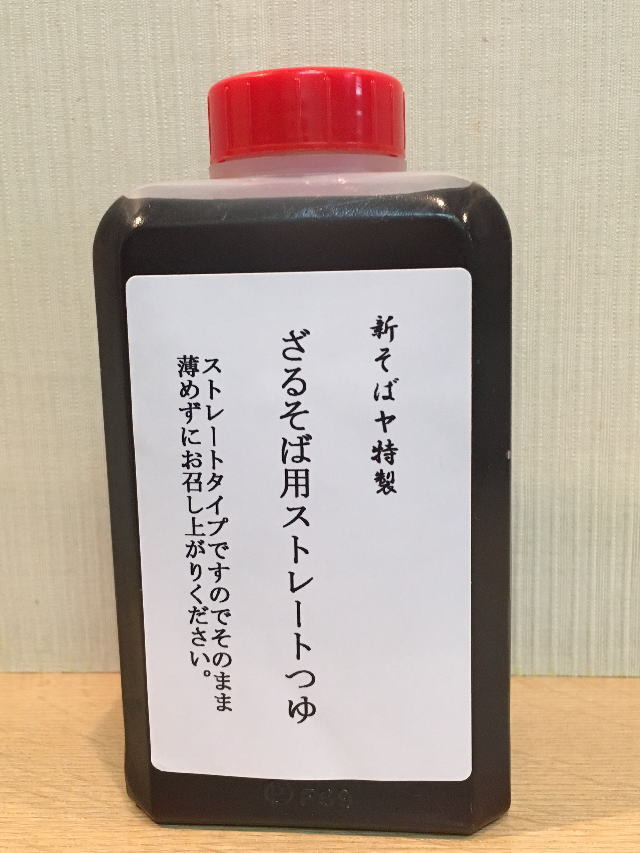 新そばヤ特製
ざるそば用ストレートつゆ
ストレートタイプですのでそのまま
薄めずにお召し上がりください。